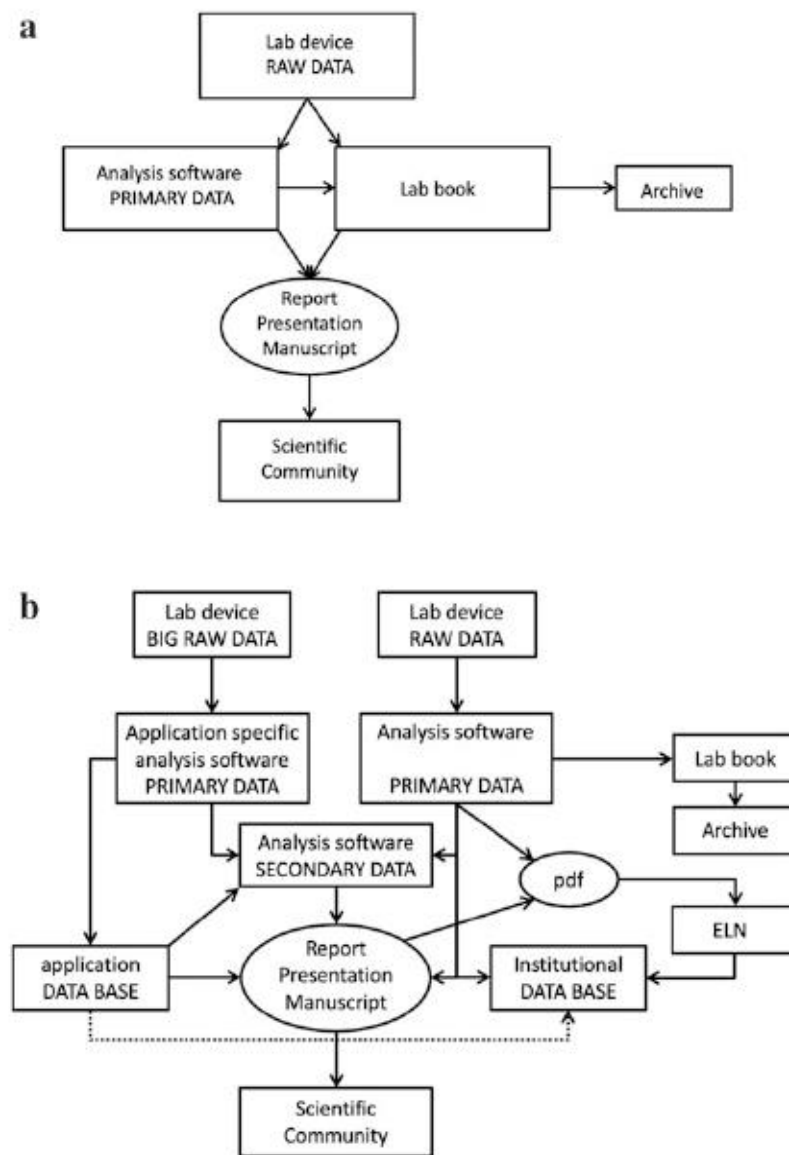 a
Lab device
RAW DATA
Analysis software
PRIMARY DATA
Lab book
Archive
Report
Presentation
Manuscript
Scientific
Community
b
Lab device
BIG RAW DATA
Lab device
RAW DATA
Application specific
analysis software
PRIMARY DATA
Analysis software
PRIMARY DATA
Lab book
Archive
Analysis software
SECONDARY DATA
pdf
ELN
application
DATA BASE
Report
Presentation
Manuscript
Institutional
DATA BASE
Scientific
Community